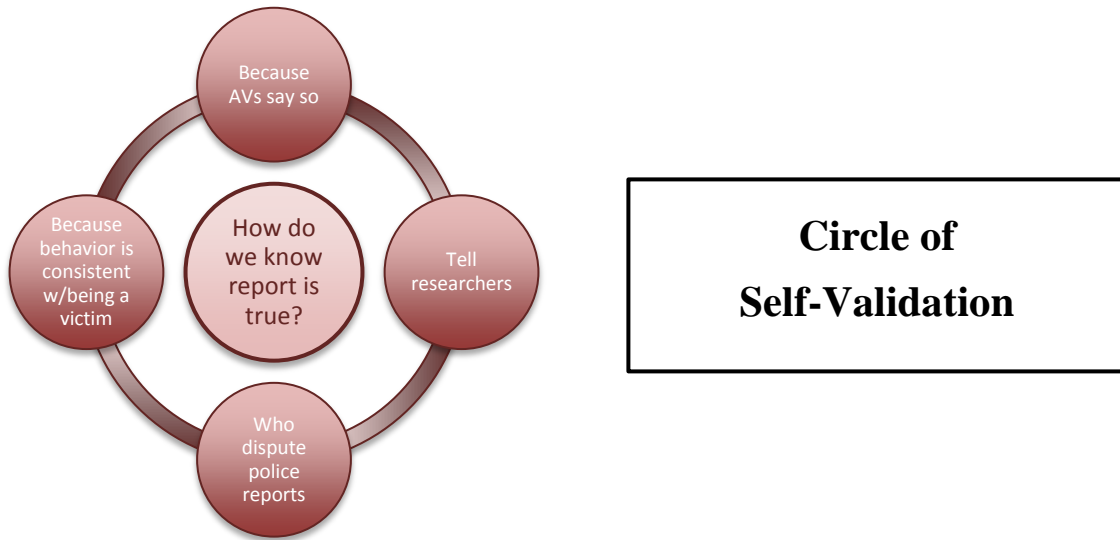 Because
AVs say so
How do
we know
report is
true?
Tell
researchers
Who
dispute
police
reports
Because
behavior is
consistent
w/being a
victim
Circle of
Self-Validation